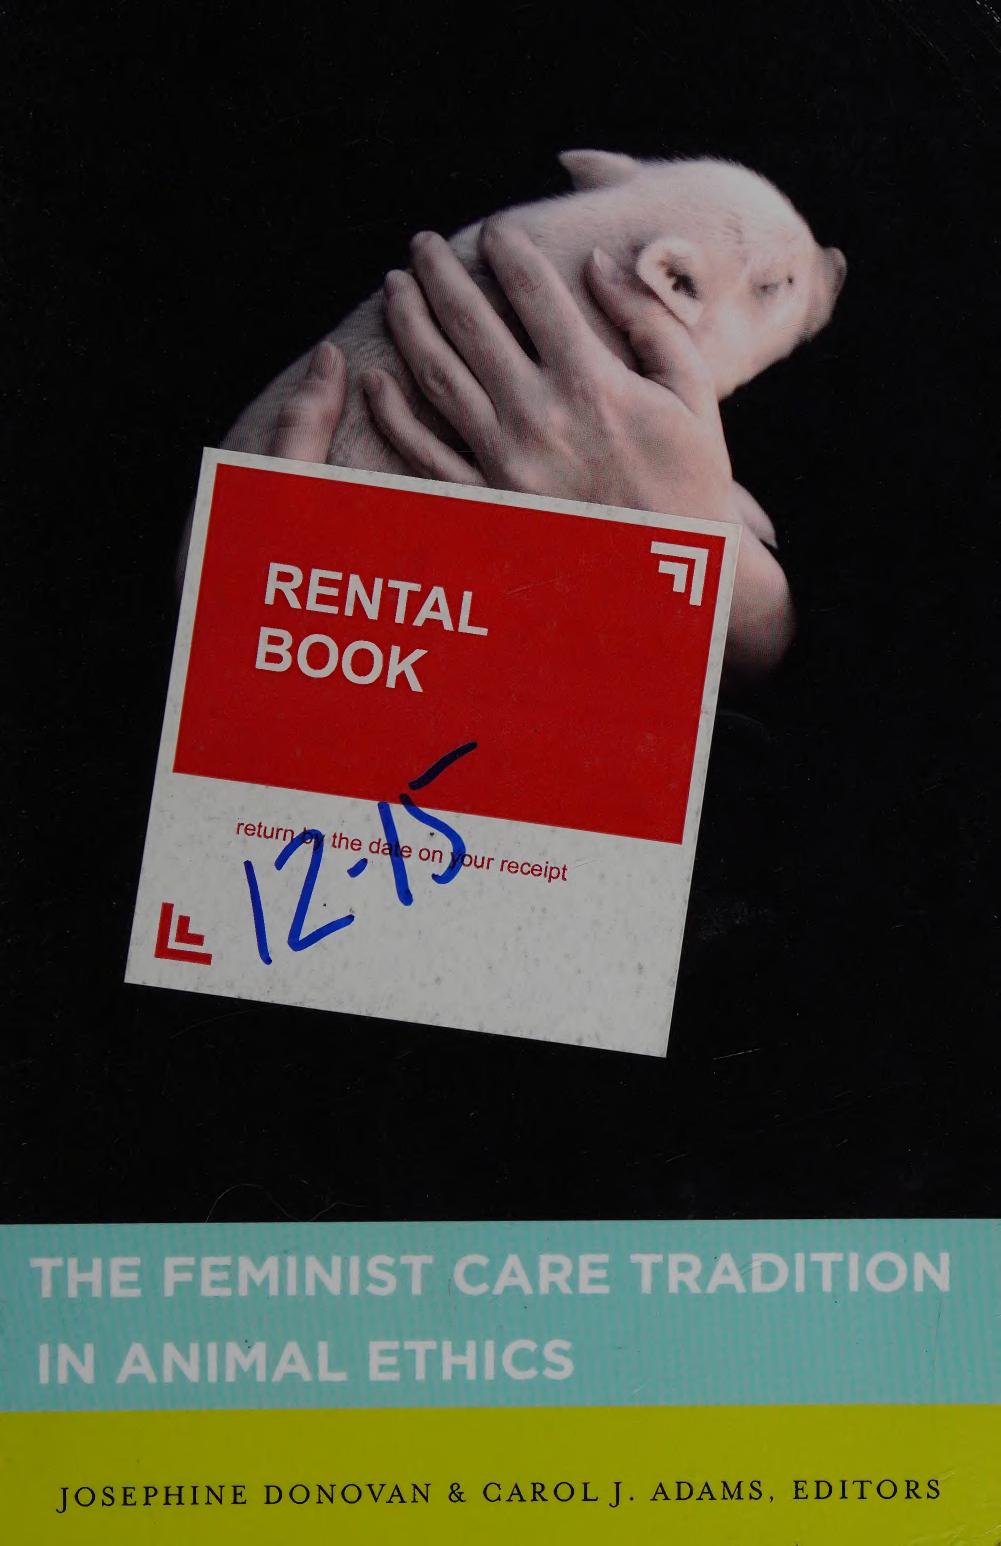 RENTAL
BOOK
return by the date on your receipt
12.15
THE FEMINIST CARE TRADITION
IN ANIMAL ETHICS
JOSEPHINE DONOVAN & CAROL J. ADAMS, EDITORS